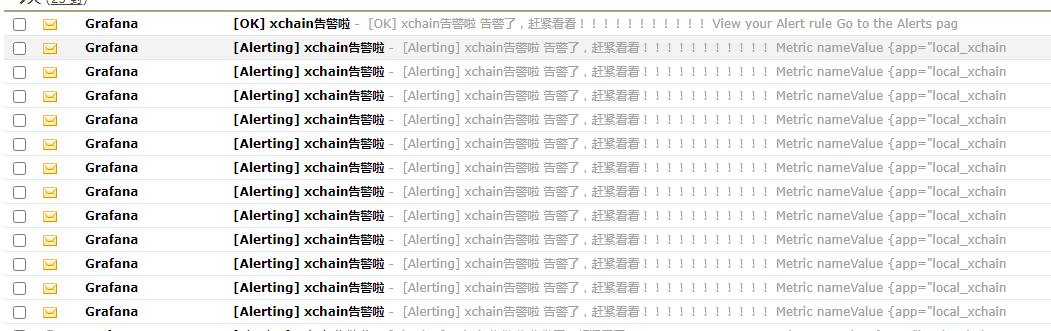 Grafana [OK] xchain告警啦 - [OK] xchain告警啦 告警了，赶紧看看！！！！！！！！！！！ View your Alert rule Go to the Alerts pag
Grafana [Alerting] xchain告警啦 - [Alerting] xchain告警啦 告警了，赶紧看看！！！！！！！！！！！ Metric nameValue {app="local_xchain
Grafana [Alerting] xchain告警啦 - [Alerting] xchain告警啦 告警了，赶紧看看！！！！！！！！！！！ Metric nameValue {app="local_xchain
Grafana [Alerting] xchain告警啦 - [Alerting] xchain告警啦 告警了，赶紧看看！！！！！！！！！！！ Metric nameValue {app="local_xchain
Grafana [Alerting] xchain告警啦 - [Alerting] xchain告警啦 告警了，赶紧看看！！！！！！！！！！！ Metric nameValue {app="local_xchain
Grafana [Alerting] xchain告警啦 - [Alerting] xchain告警啦 告警了，赶紧看看！！！！！！！！！！！ Metric nameValue {app="local_xchain
Grafana [Alerting] xchain告警啦 - [Alerting] xchain告警啦 告警了，赶紧看看！！！！！！！！！！！ Metric nameValue {app="local_xchain
Grafana [Alerting] xchain告警啦 - [Alerting] xchain告警啦 告警了，赶紧看看！！！！！！！！！！！ Metric nameValue {app="local_xchain
Grafana [Alerting] xchain告警啦 - [Alerting] xchain告警啦 告警了，赶紧看看！！！！！！！！！！！ Metric nameValue {app="local_xchain
Grafana [Alerting] xchain告警啦 - [Alerting] xchain告警啦 告警了，赶紧看看！！！！！！！！！！！ Metric nameValue {app="local_xchain
Grafana [Alerting] xchain告警啦 - [Alerting] xchain告警啦 告警了，赶紧看看！！！！！！！！！！！ Metric nameValue {app="local_xchain
Grafana [Alerting] xchain告警啦 - [Alerting] xchain告警啦 告警了，赶紧看看！！！！！！！！！！！ Metric nameValue {app="local_xchain
Grafana [Alerting] xchain告警啦 - [Alerting] xchain告警啦 告警了，赶紧看看！！！！！！！！！！！ Metric nameValue {app="local_xchain